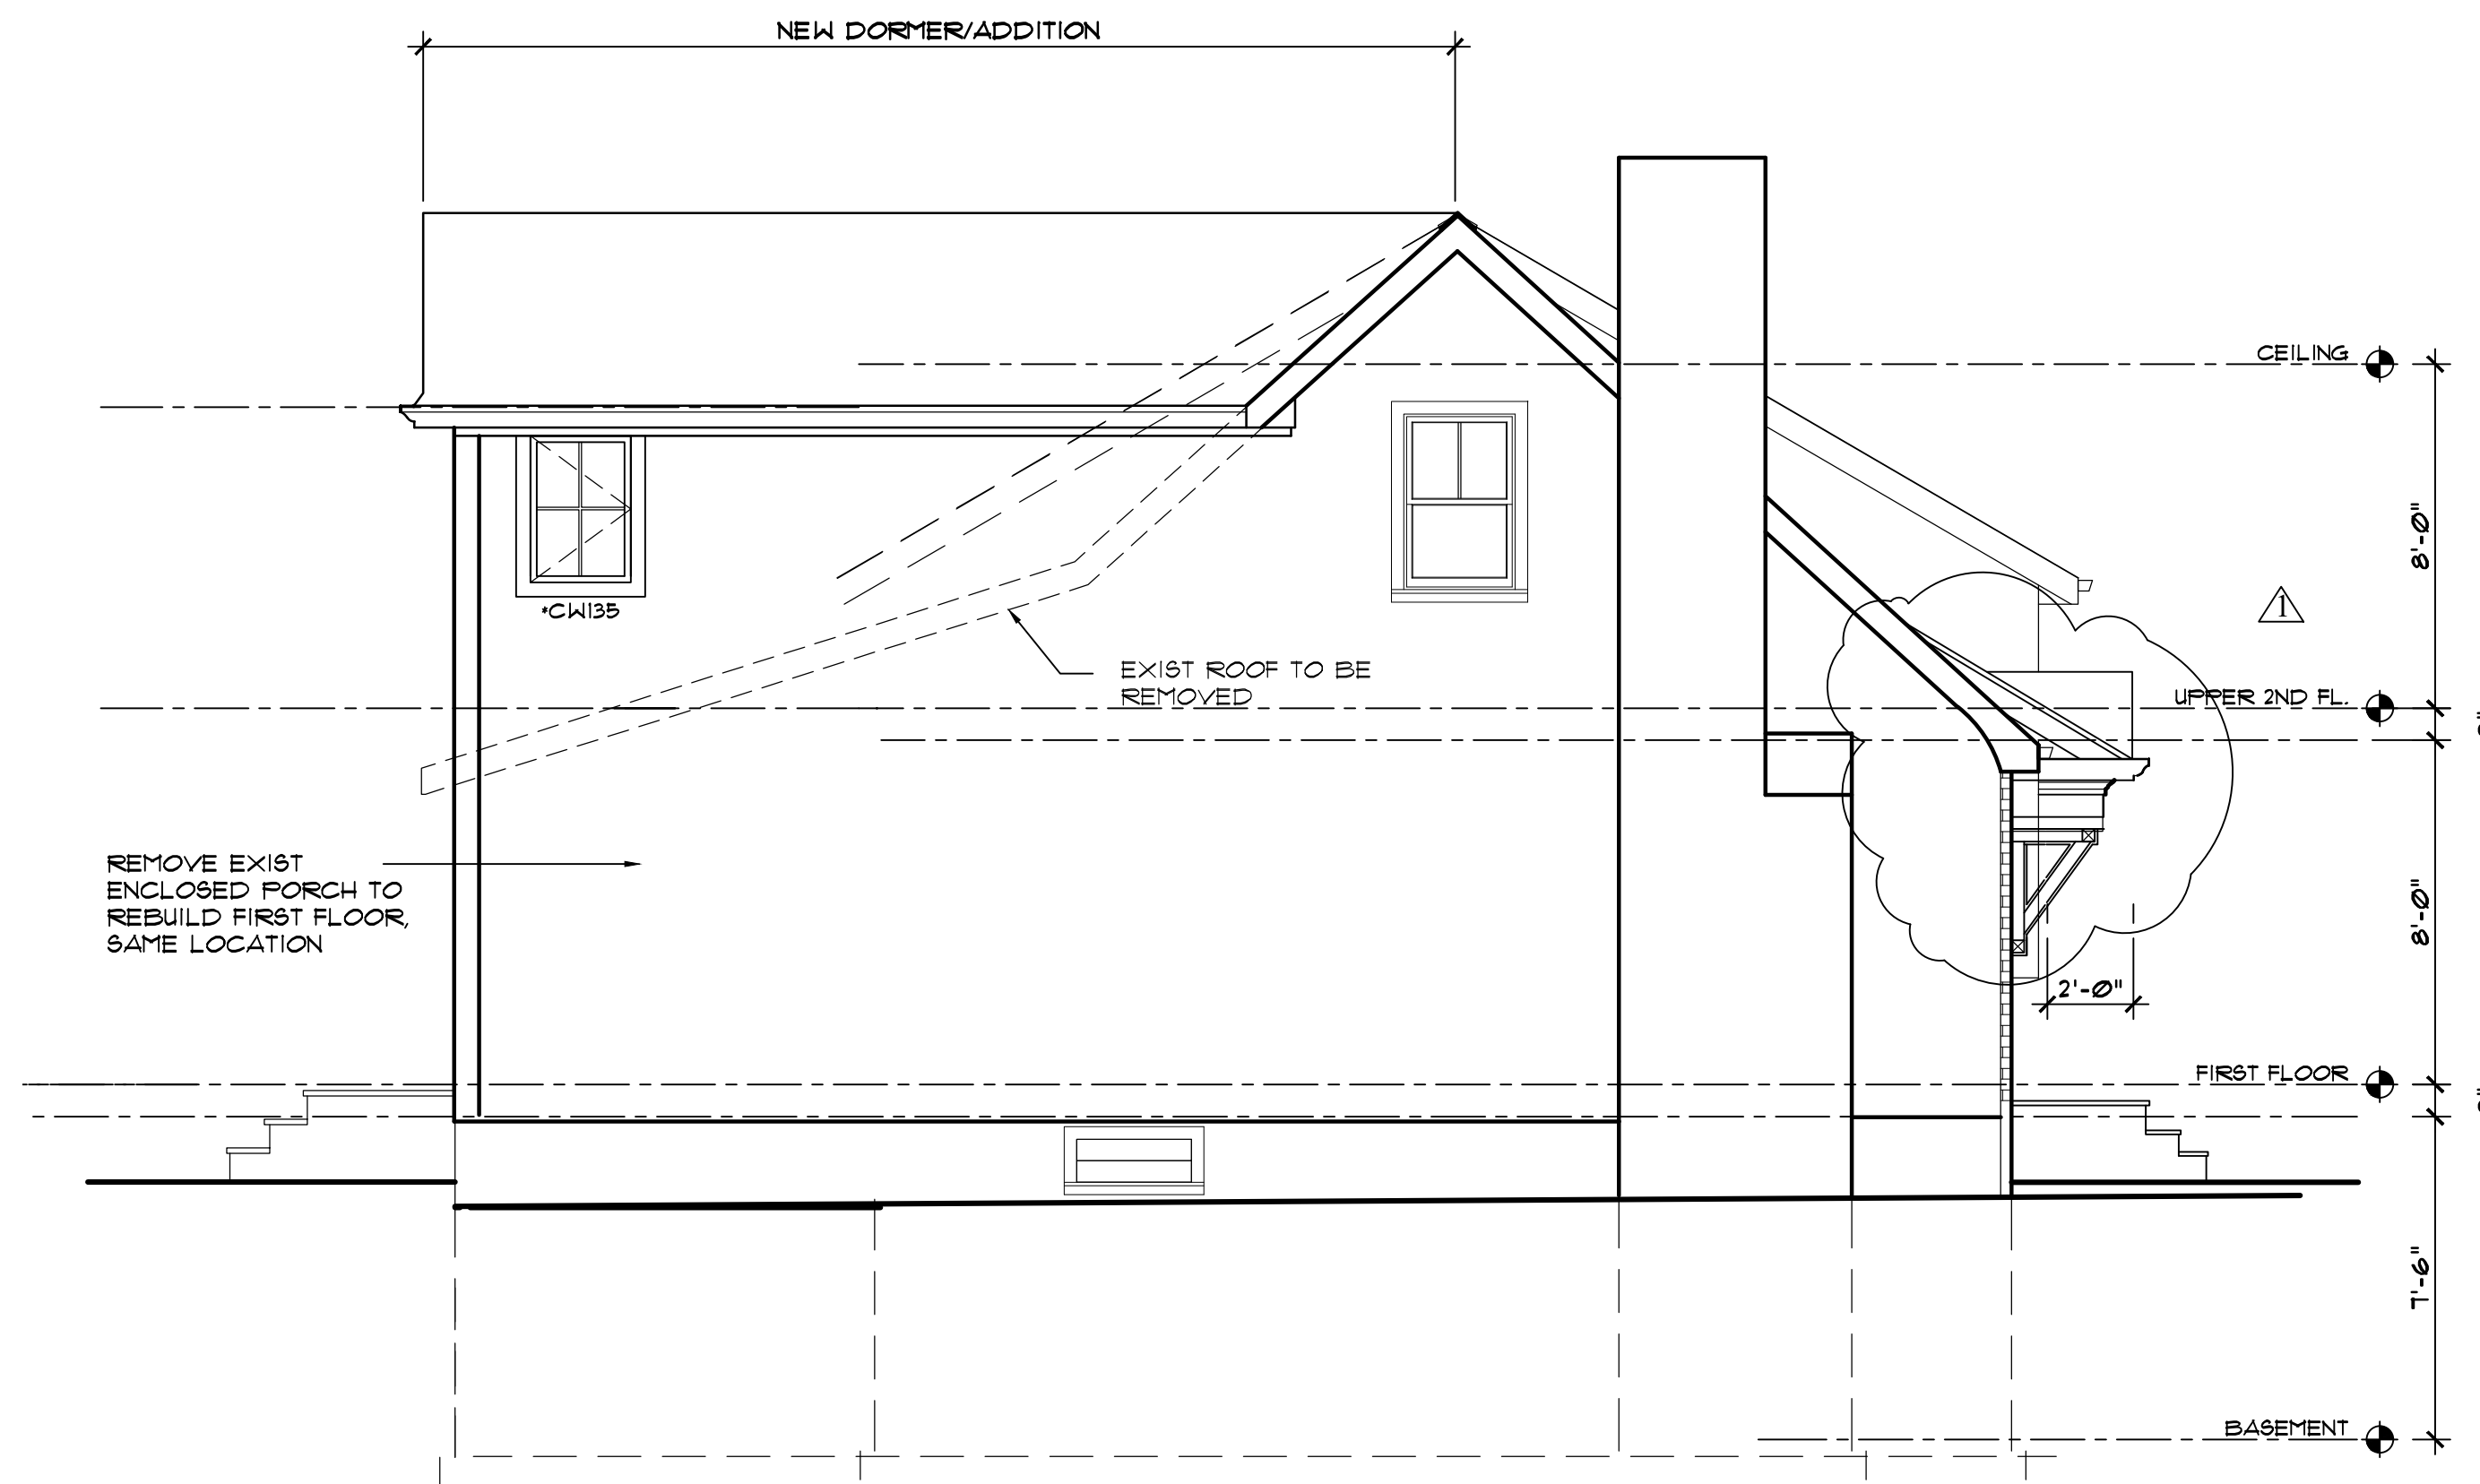 NEW DORMER/ADDITION
CEILING
8'-0"
*CW135
1
EXIST ROOF TO BE
REMOVED
UPPER 2ND FL.
REMOVE EXIST
ENCLOSED PORCH TO
REBUILD FIRST FLOOR,
SAME LOCATION
8'-0"
2'-0"
FIRST FLOOR
7'-6"
BASEMENT